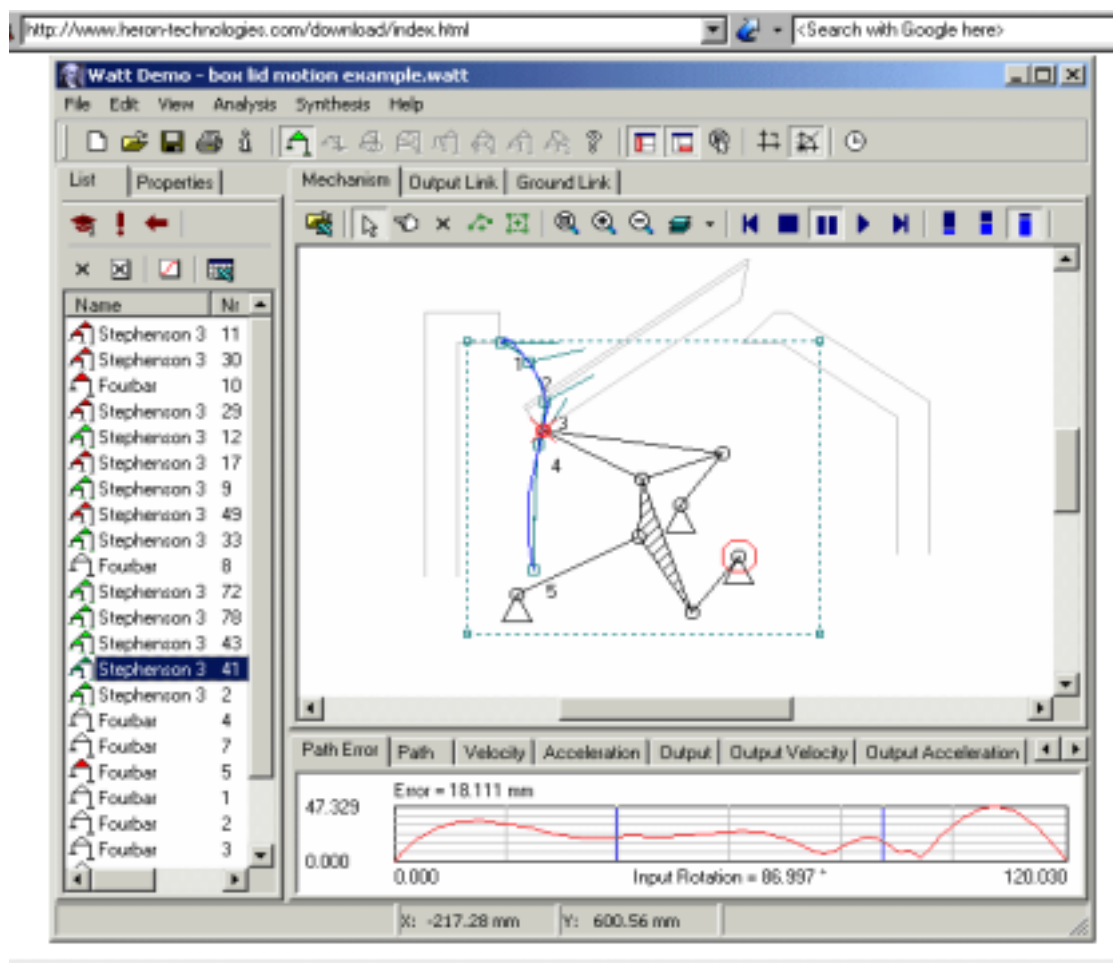 http://www.heron-technologies.com/download/index.html
<Search with Google here>
Watt Demo - box lid motion example.watt
File Edit View Analysis Synthesis Help
List Properties
Mechanism Output Link Ground Link
Name Nr
Stephenson 3 11
Stephenson 3 30
Fourbar 10
Stephenson 3 29
Stephenson 3 12
Stephenson 3 17
Stephenson 3 9
Stephenson 3 49
Stephenson 3 33
Fourbar 8
Stephenson 3 72
Stephenson 3 78
Stephenson 3 43
Stephenson 3 41
Stephenson 3 2
Fourbar 4
Fourbar 7
Fourbar 5
Fourbar 1
Fourbar 2
Fourbar 3
1
2
3
4
5
Path Error Path Velocity Acceleration Output Output Velocity Output Acceleration
Error = 18.111 mm
47.329
0.000
0.000 Input Rotation = 86.997 ° 120.030
X: -217.28 mm Y: 600.56 mm